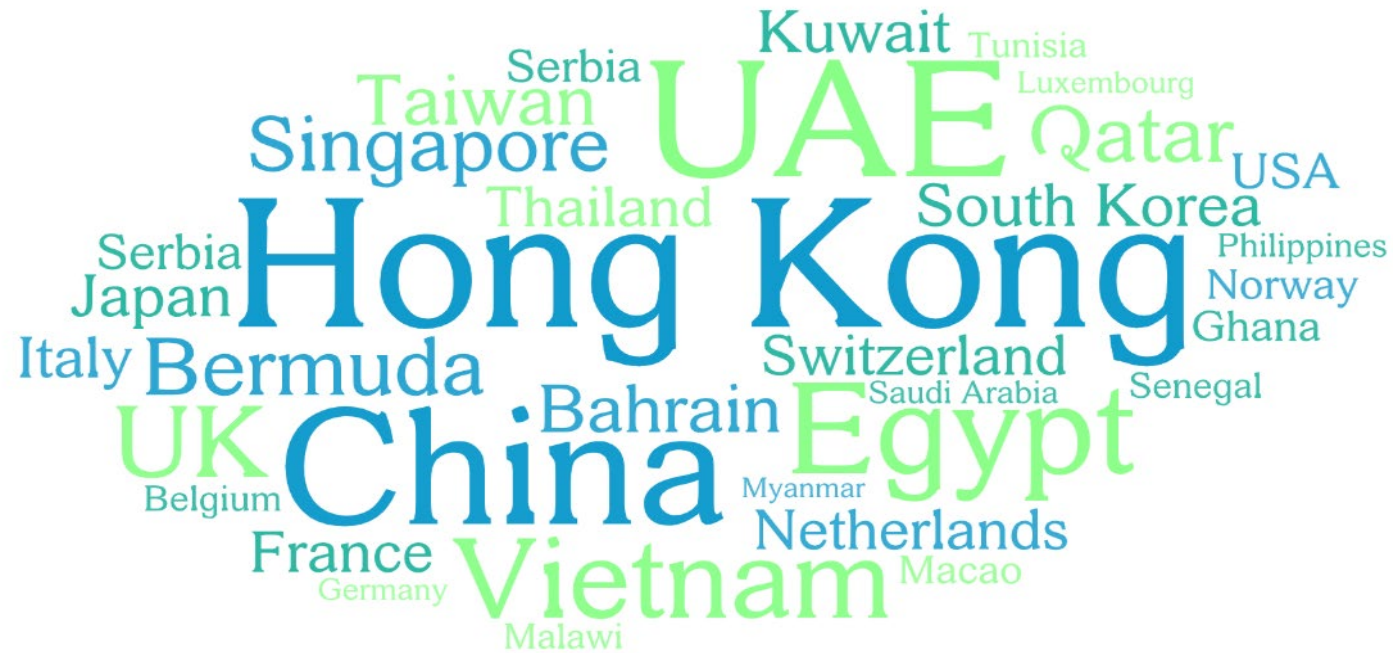 Kuwait
Tunisia
Serbia
UAE
Luxembourg
Taiwan
Qatar
Singapore
USA
Thailand
South Korea
Hong Kong
Serbia
Philippines
Japan
Norway
Ghana
Italy
Bermuda
Switzerland
Senegal
Saudi Arabia
Bahrain
Egypt
UK
China
Belgium
Myanmar
Netherlands
France
Vietnam
Macao
Germany
Malawi